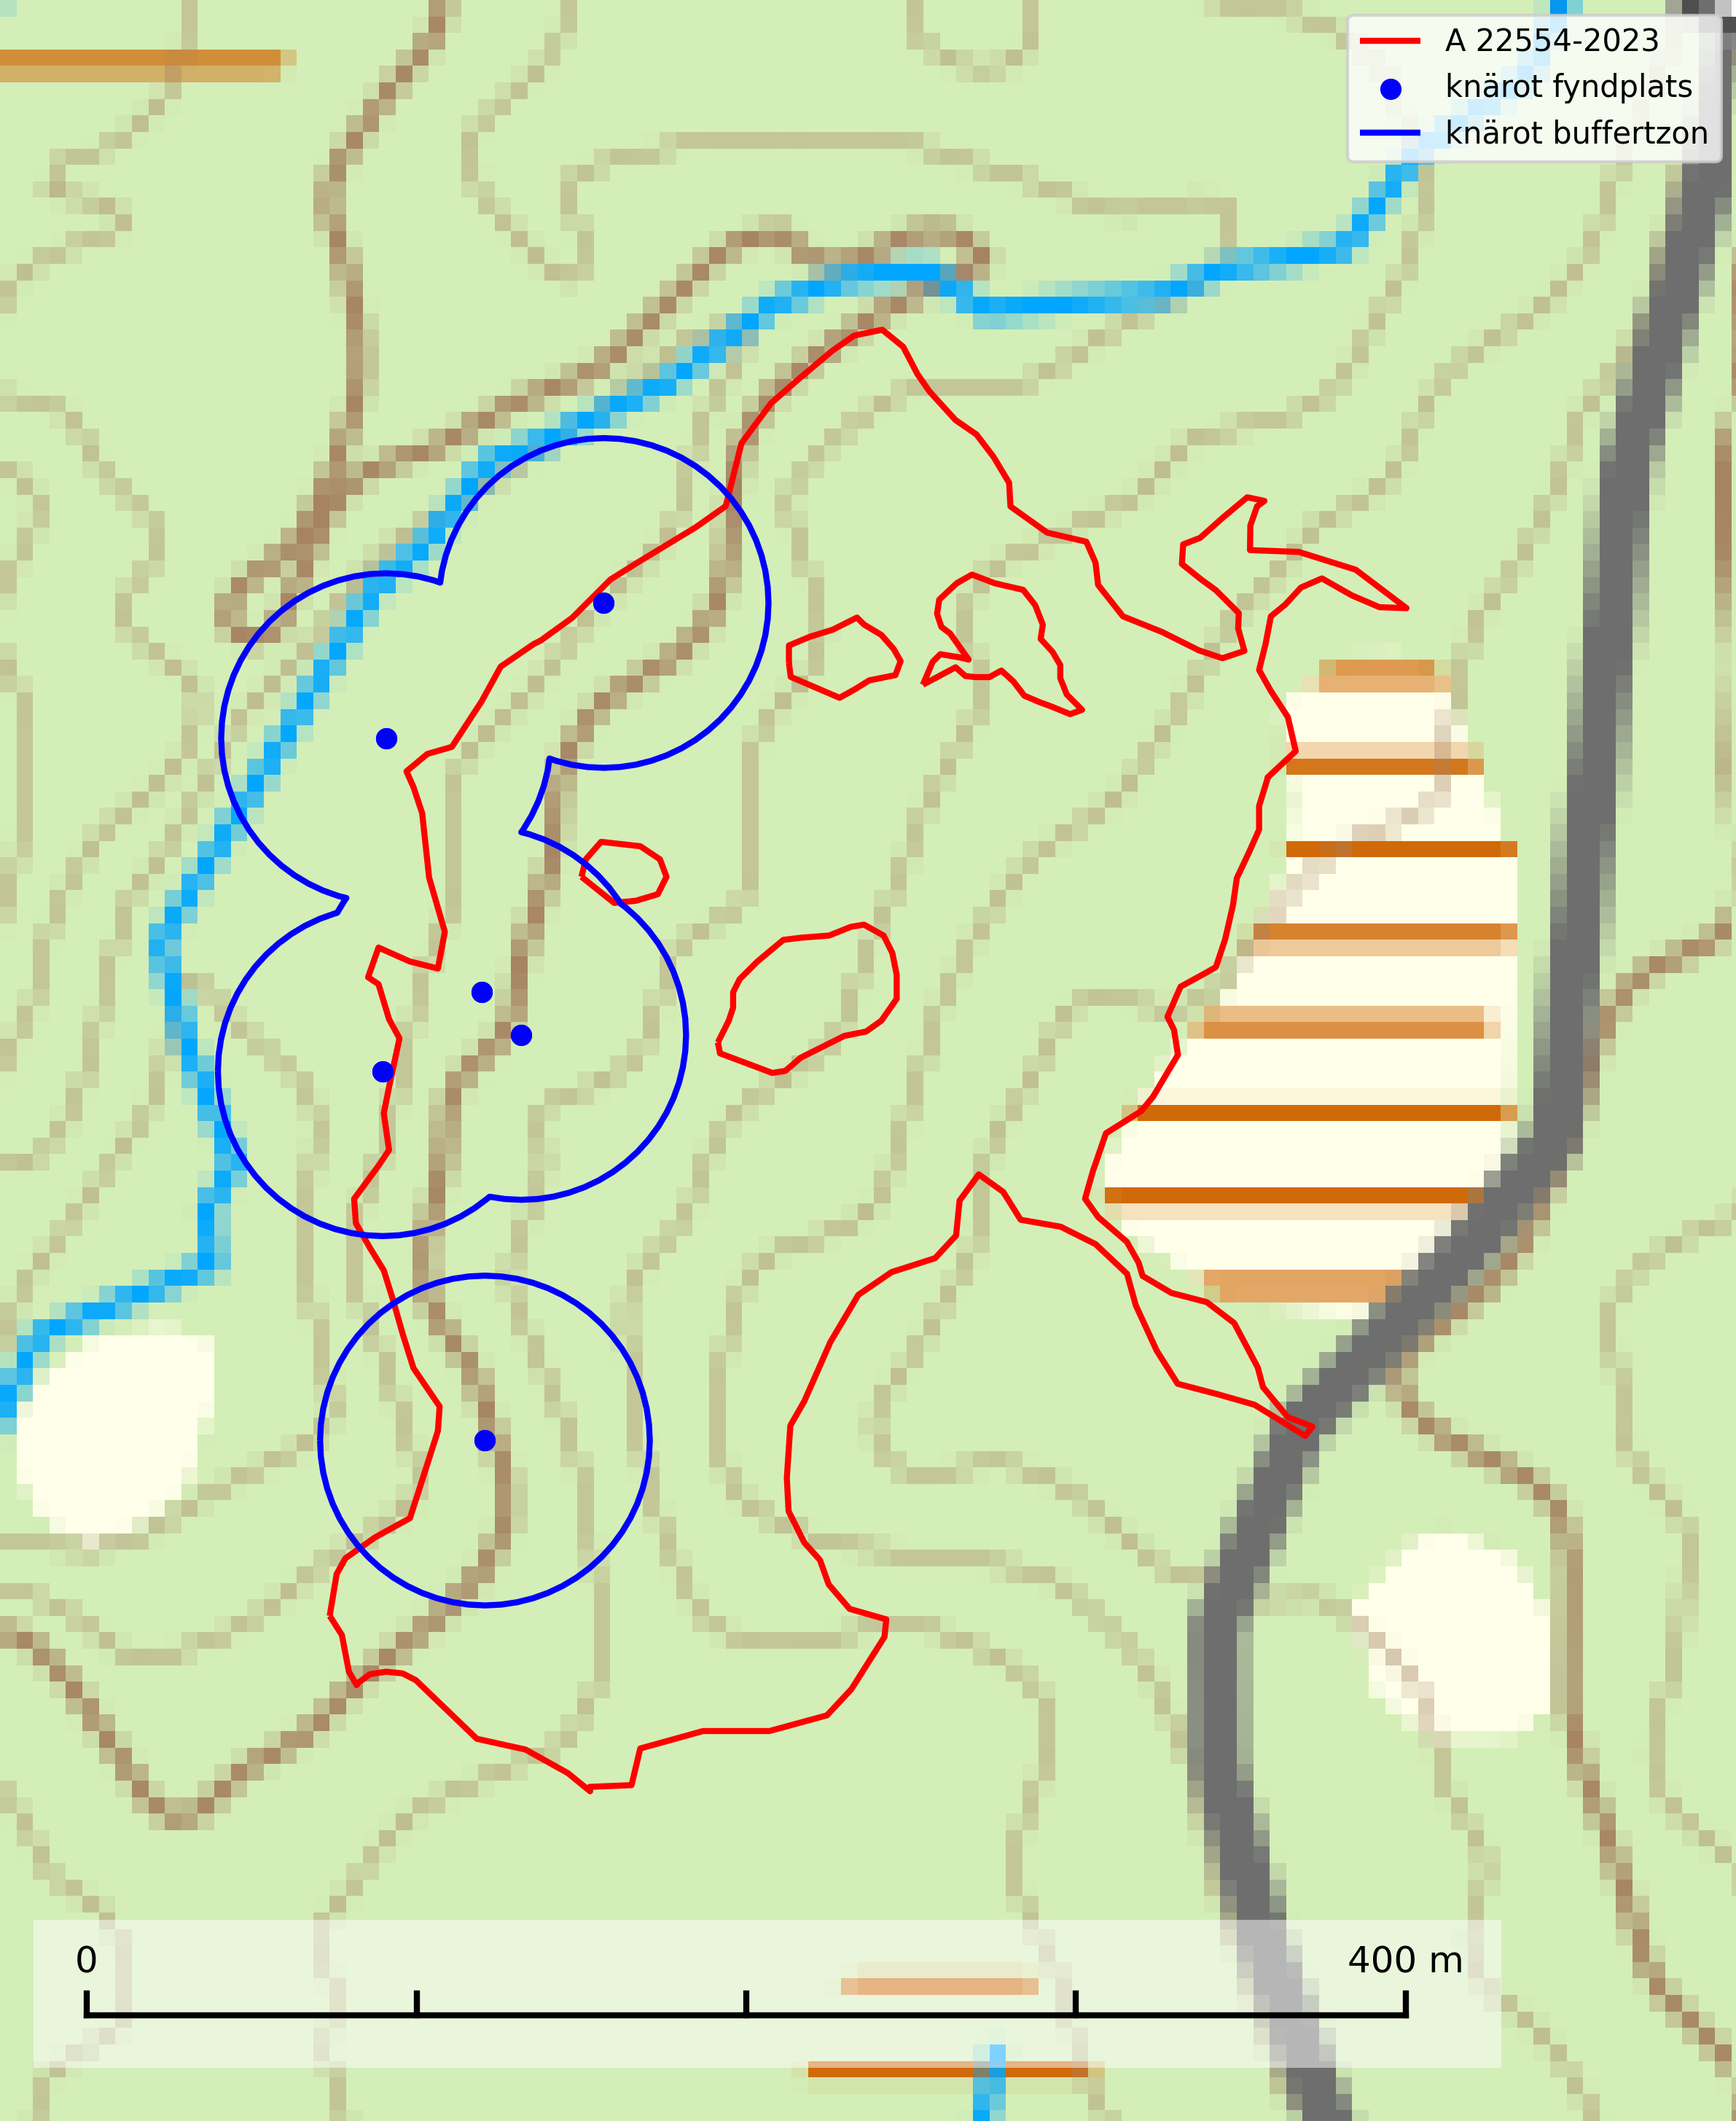 A 22554-2023
knärot fyndplats
knärot buffertzon
0
400 m